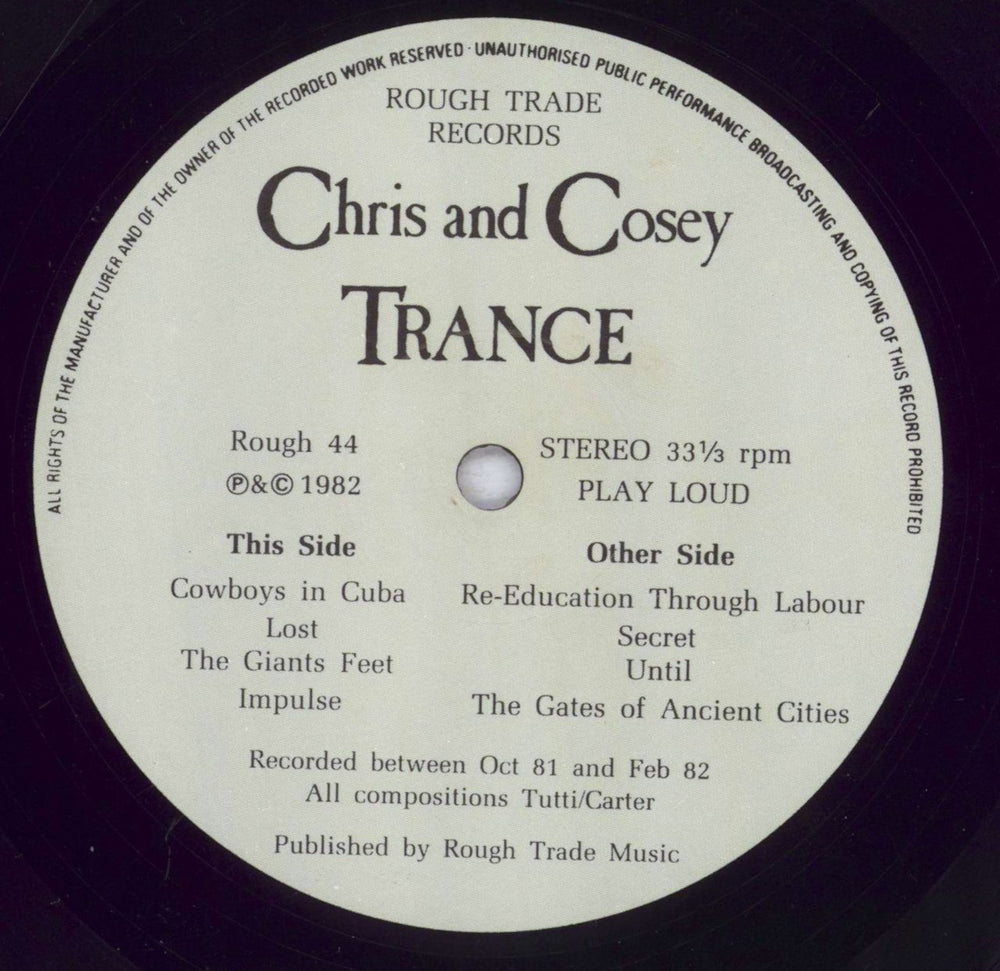 ALL RIGHTS OF THE MANUFACTURER AND OF THE OWNER OF THE RECORDED WORK RESERVED · UNAUTHORISED PUBLIC PERFORMANCE BROADCASTING AND COPYING OF THIS RECORD PROHIBITED
ROUGH TRADE
RECORDS
Chris and Cosey
TRANCE
Rough 44
℗&© 1982
STEREO 33⅓ rpm
PLAY LOUD
This Side
Cowboys in Cuba
Lost
The Giants Feet
Impulse
Other Side
Re-Education Through Labour
Secret
Until
The Gates of Ancient Cities
Recorded between Oct 81 and Feb 82
All compositions Tutti/Carter
Published by Rough Trade Music